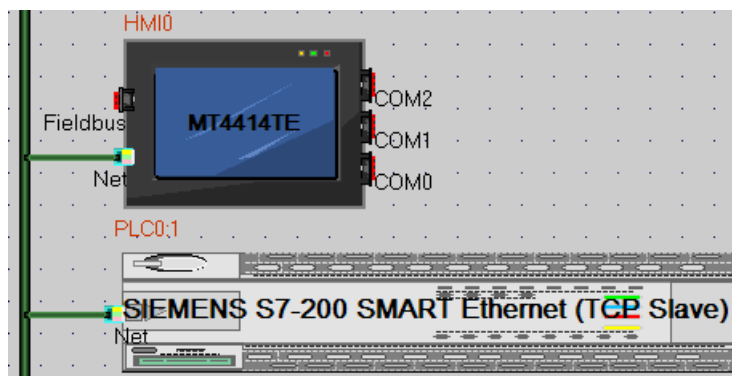 HMI0
COM2
Fieldbus
MT4414TE
COM1
Net
COM0
PLC0:1
SIEMENS S7-200 SMART Ethernet (TCP Slave)
Net